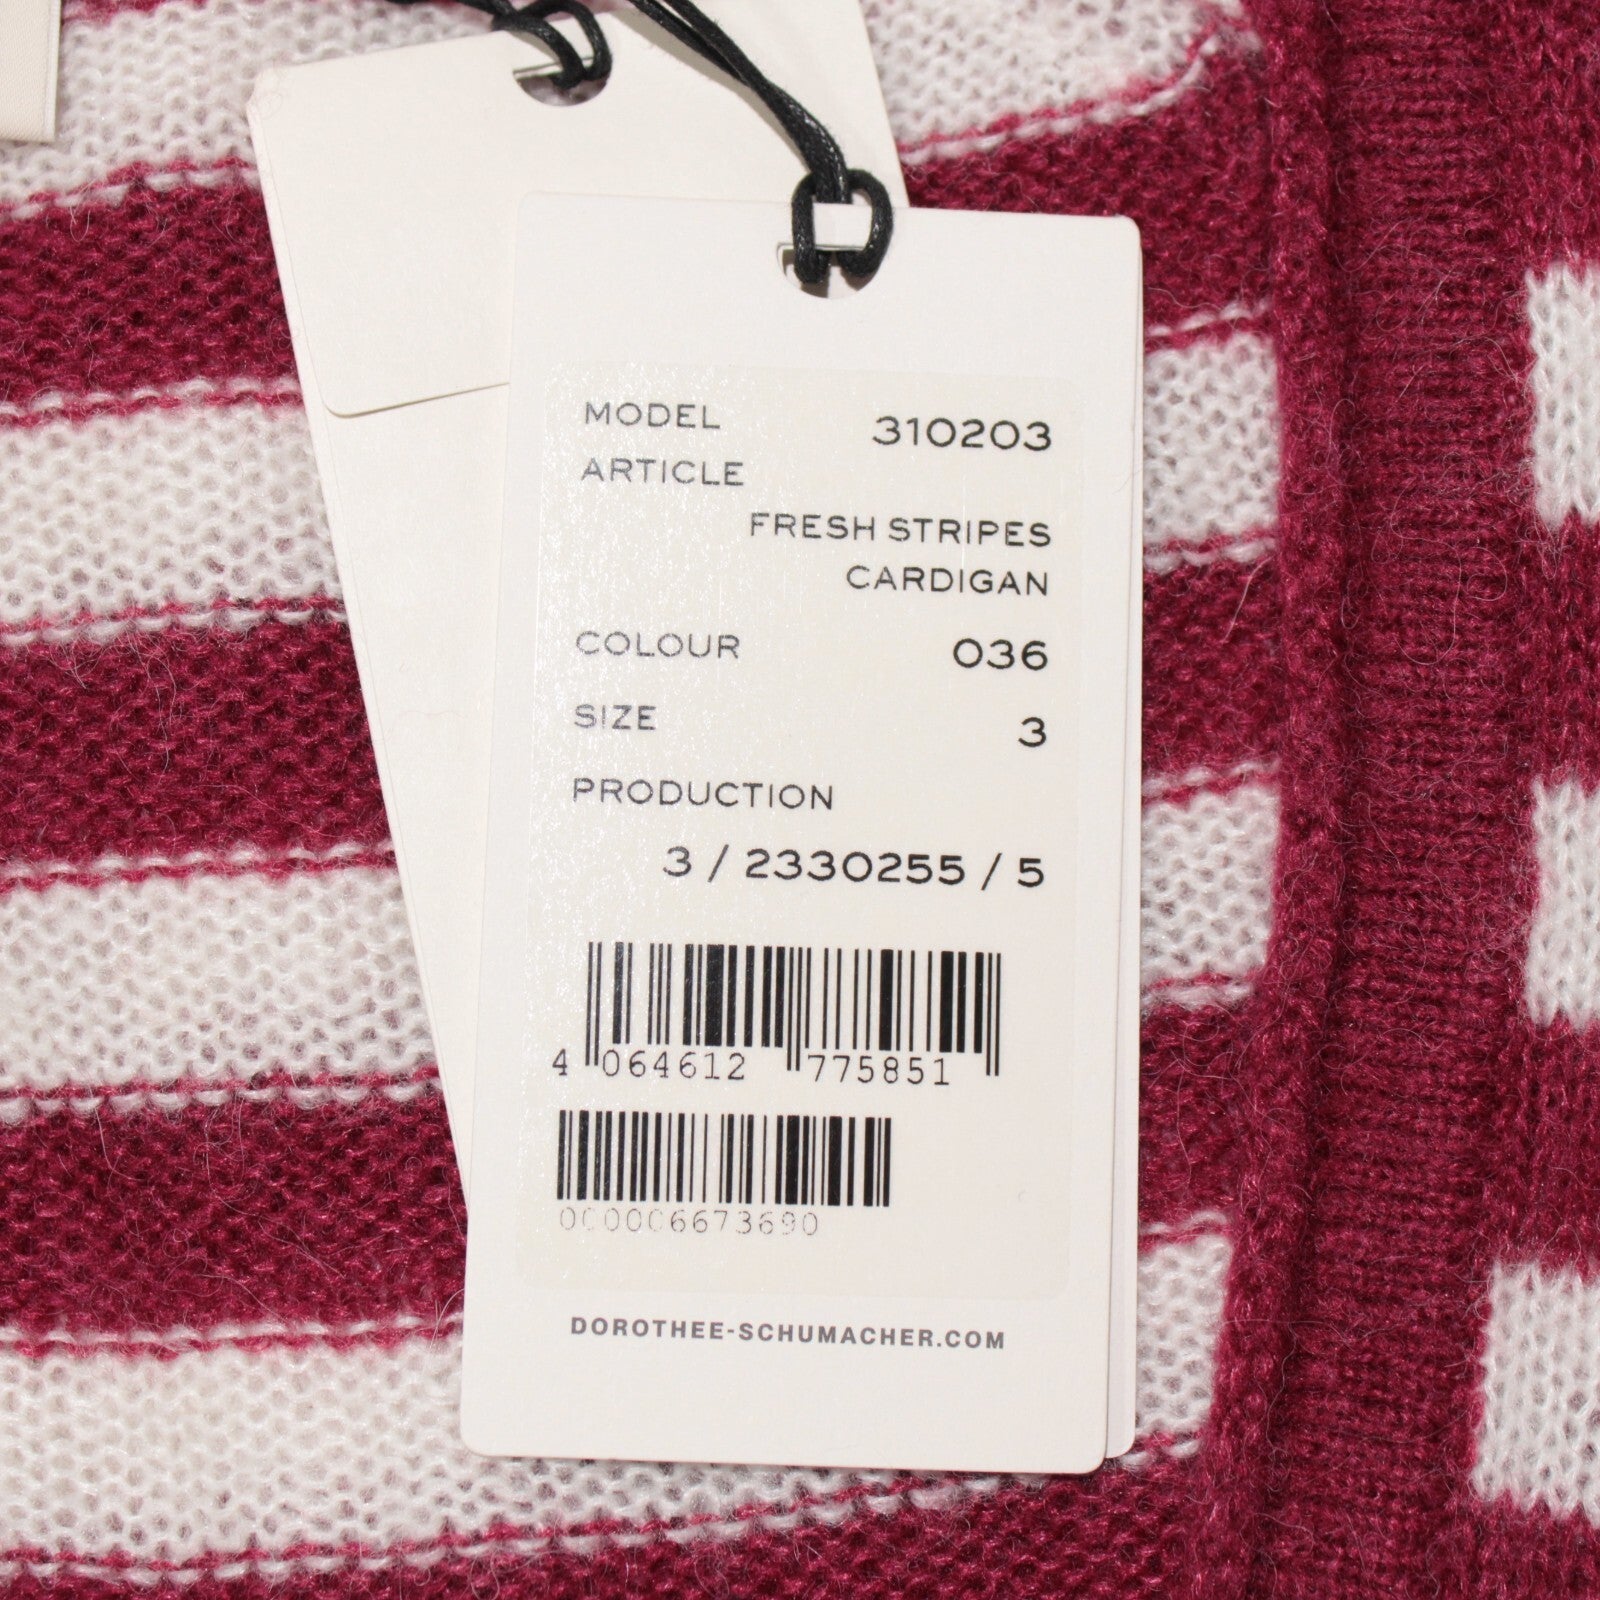 MODEL 310203
ARTICLE
FRESH STRIPES
CARDIGAN
COLOUR 036
SIZE 3
PRODUCTION
3 / 2330255 / 5
4 064612 775851
000006673690
DOROTHEE-SCHUMACHER.COM